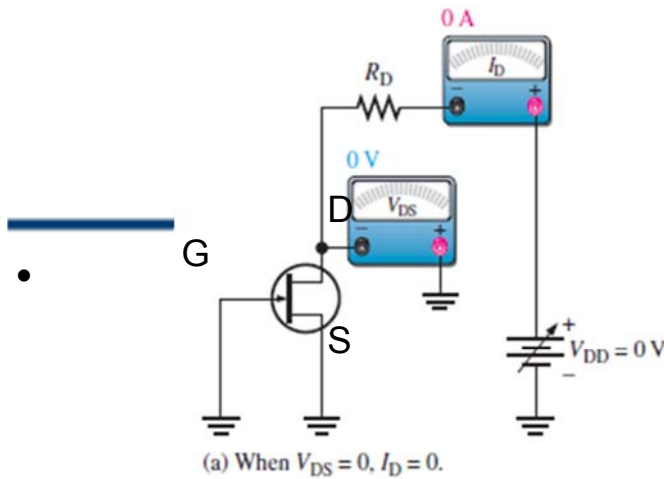 0 A
I_D
R_D
− +
0 V
D
V_DS
− +
G
•
S
+
V_DD = 0 V
−
(a) When V_DS = 0, I_D = 0.